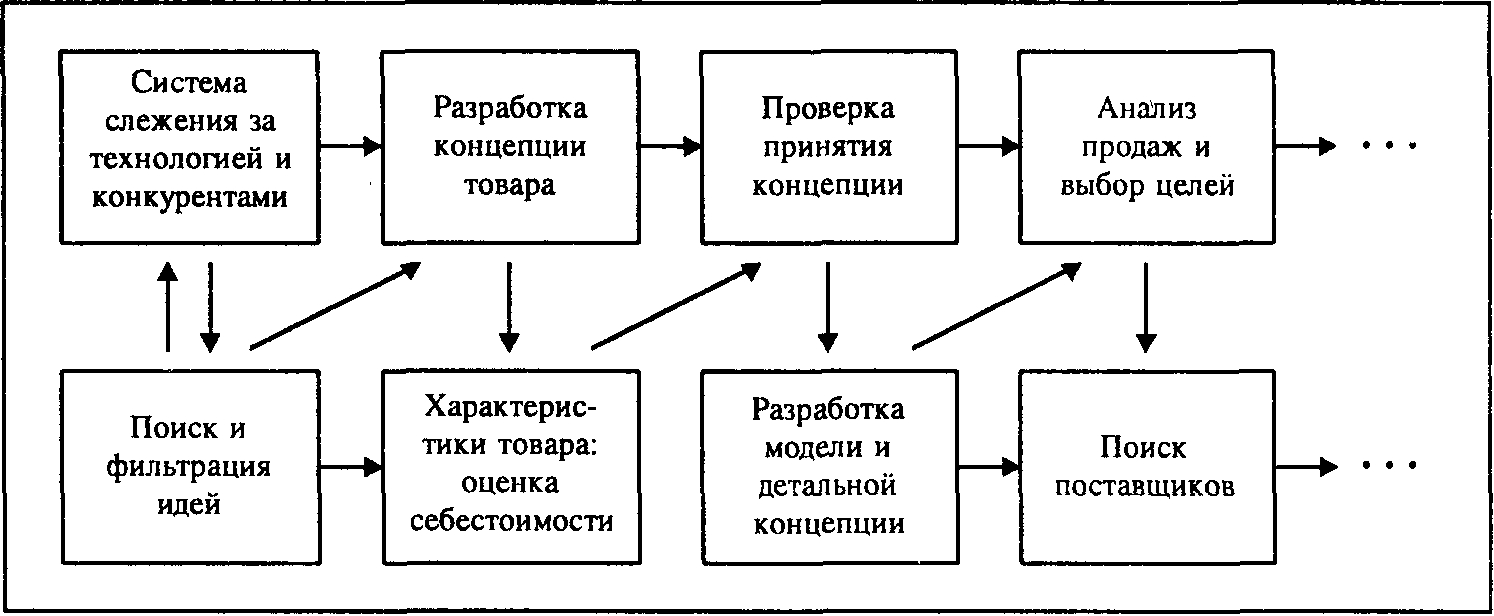 Система
слежения за
технологией и
конкурентами
Разработка
концепции
товара
Проверка
принятия
концепции
Анализ
продаж и
выбор целей
...
Поиск и
фильтрация
идей
Характерис-
тики товара:
оценка
себестоимости
Разработка
модели и
детальной
концепции
Поиск
поставщиков
...